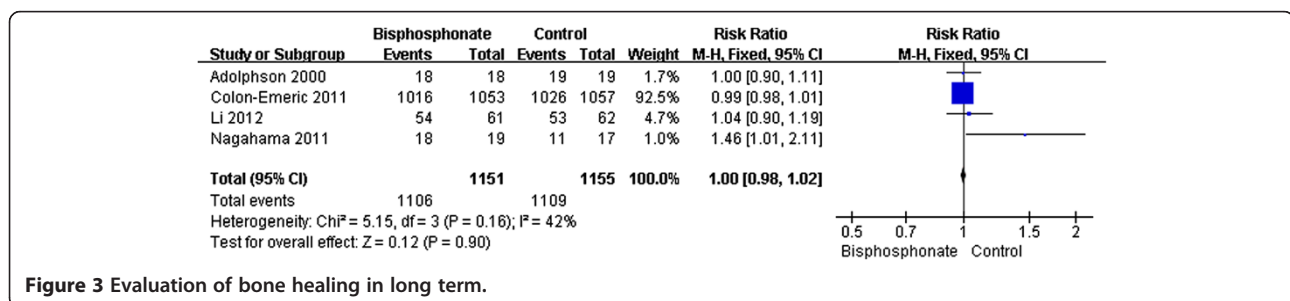 Bisphosphonate Control Risk Ratio Risk Ratio
Study or Subgroup Events Total Events Total Weight M-H, Fixed, 95% CI M-H, Fixed, 95% CI
Adolphson 2000 18 18 19 19 1.7% 1.00 [0.90, 1.11]
Colon-Emeric 2011 1016 1053 1026 1057 92.5% 0.99 [0.98, 1.01]
Li 2012 54 61 53 62 4.7% 1.04 [0.90, 1.19]
Nagahama 2011 18 19 11 17 1.0% 1.46 [1.01, 2.11]
Total (95% CI) 1151 1155 100.0% 1.00 [0.98, 1.02]
Total events 1106 1109
Heterogeneity: Chi² = 5.15, df = 3 (P = 0.16); I² = 42%
Test for overall effect: Z = 0.12 (P = 0.90)
0.5 0.7 1 1.5 2
Bisphosphonate Control
Figure 3 Evaluation of bone healing in long term.